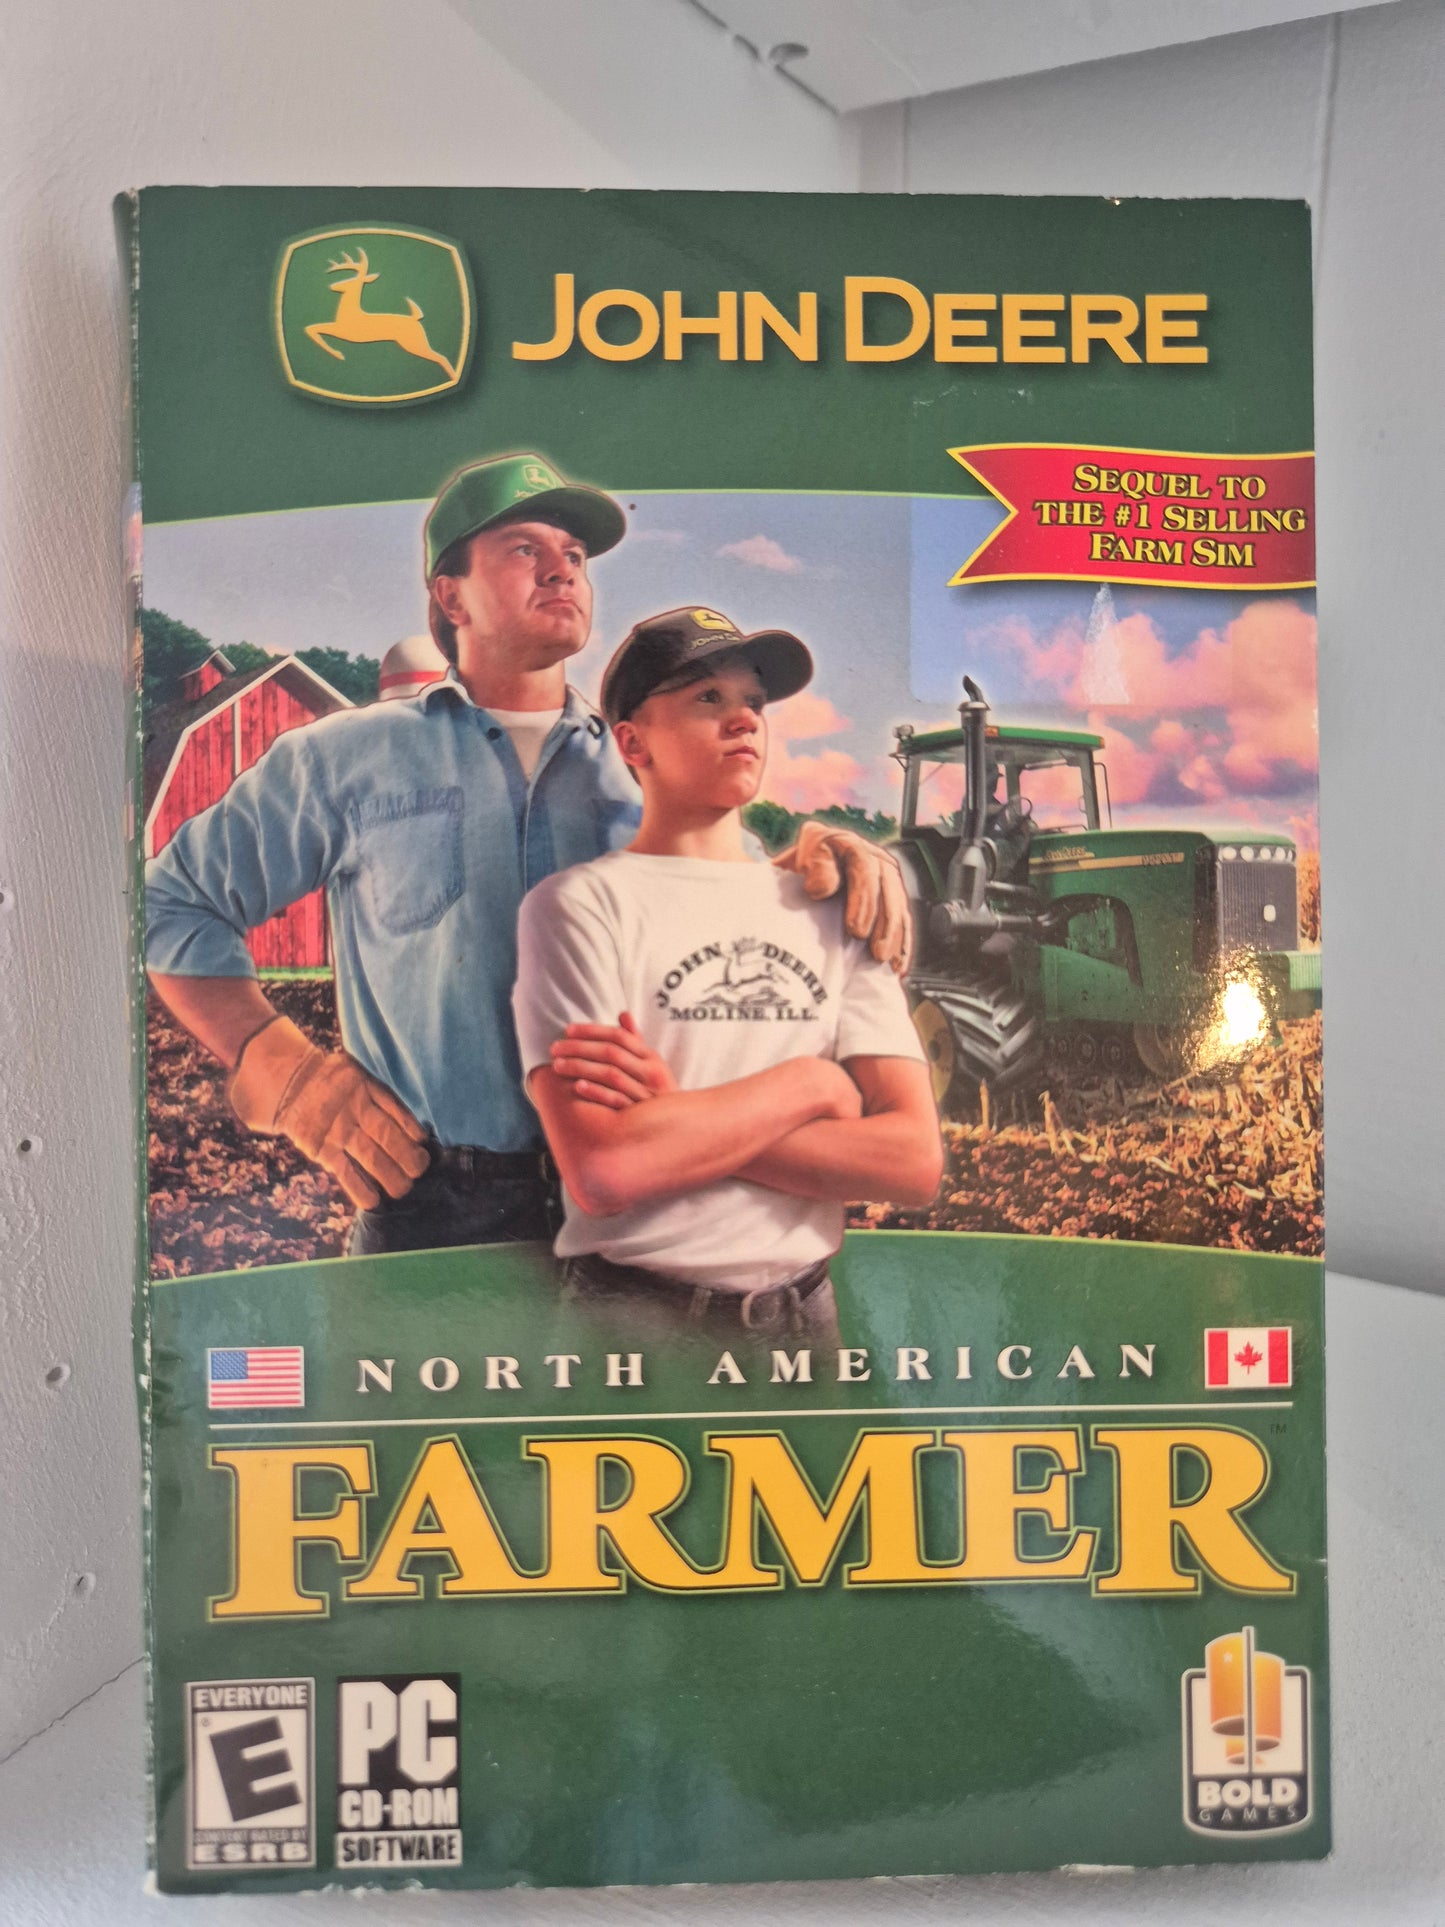 JOHN DEERE
SEQUEL TO
THE #1 SELLING
FARM SIM
JOHN DEERE
MOLINE, ILL.
NORTH AMERICAN
FARMER™
EVERYONE
E
CONTENT RATED BY
ESRB
PC
CD-ROM
SOFTWARE
BOLD
GAMES